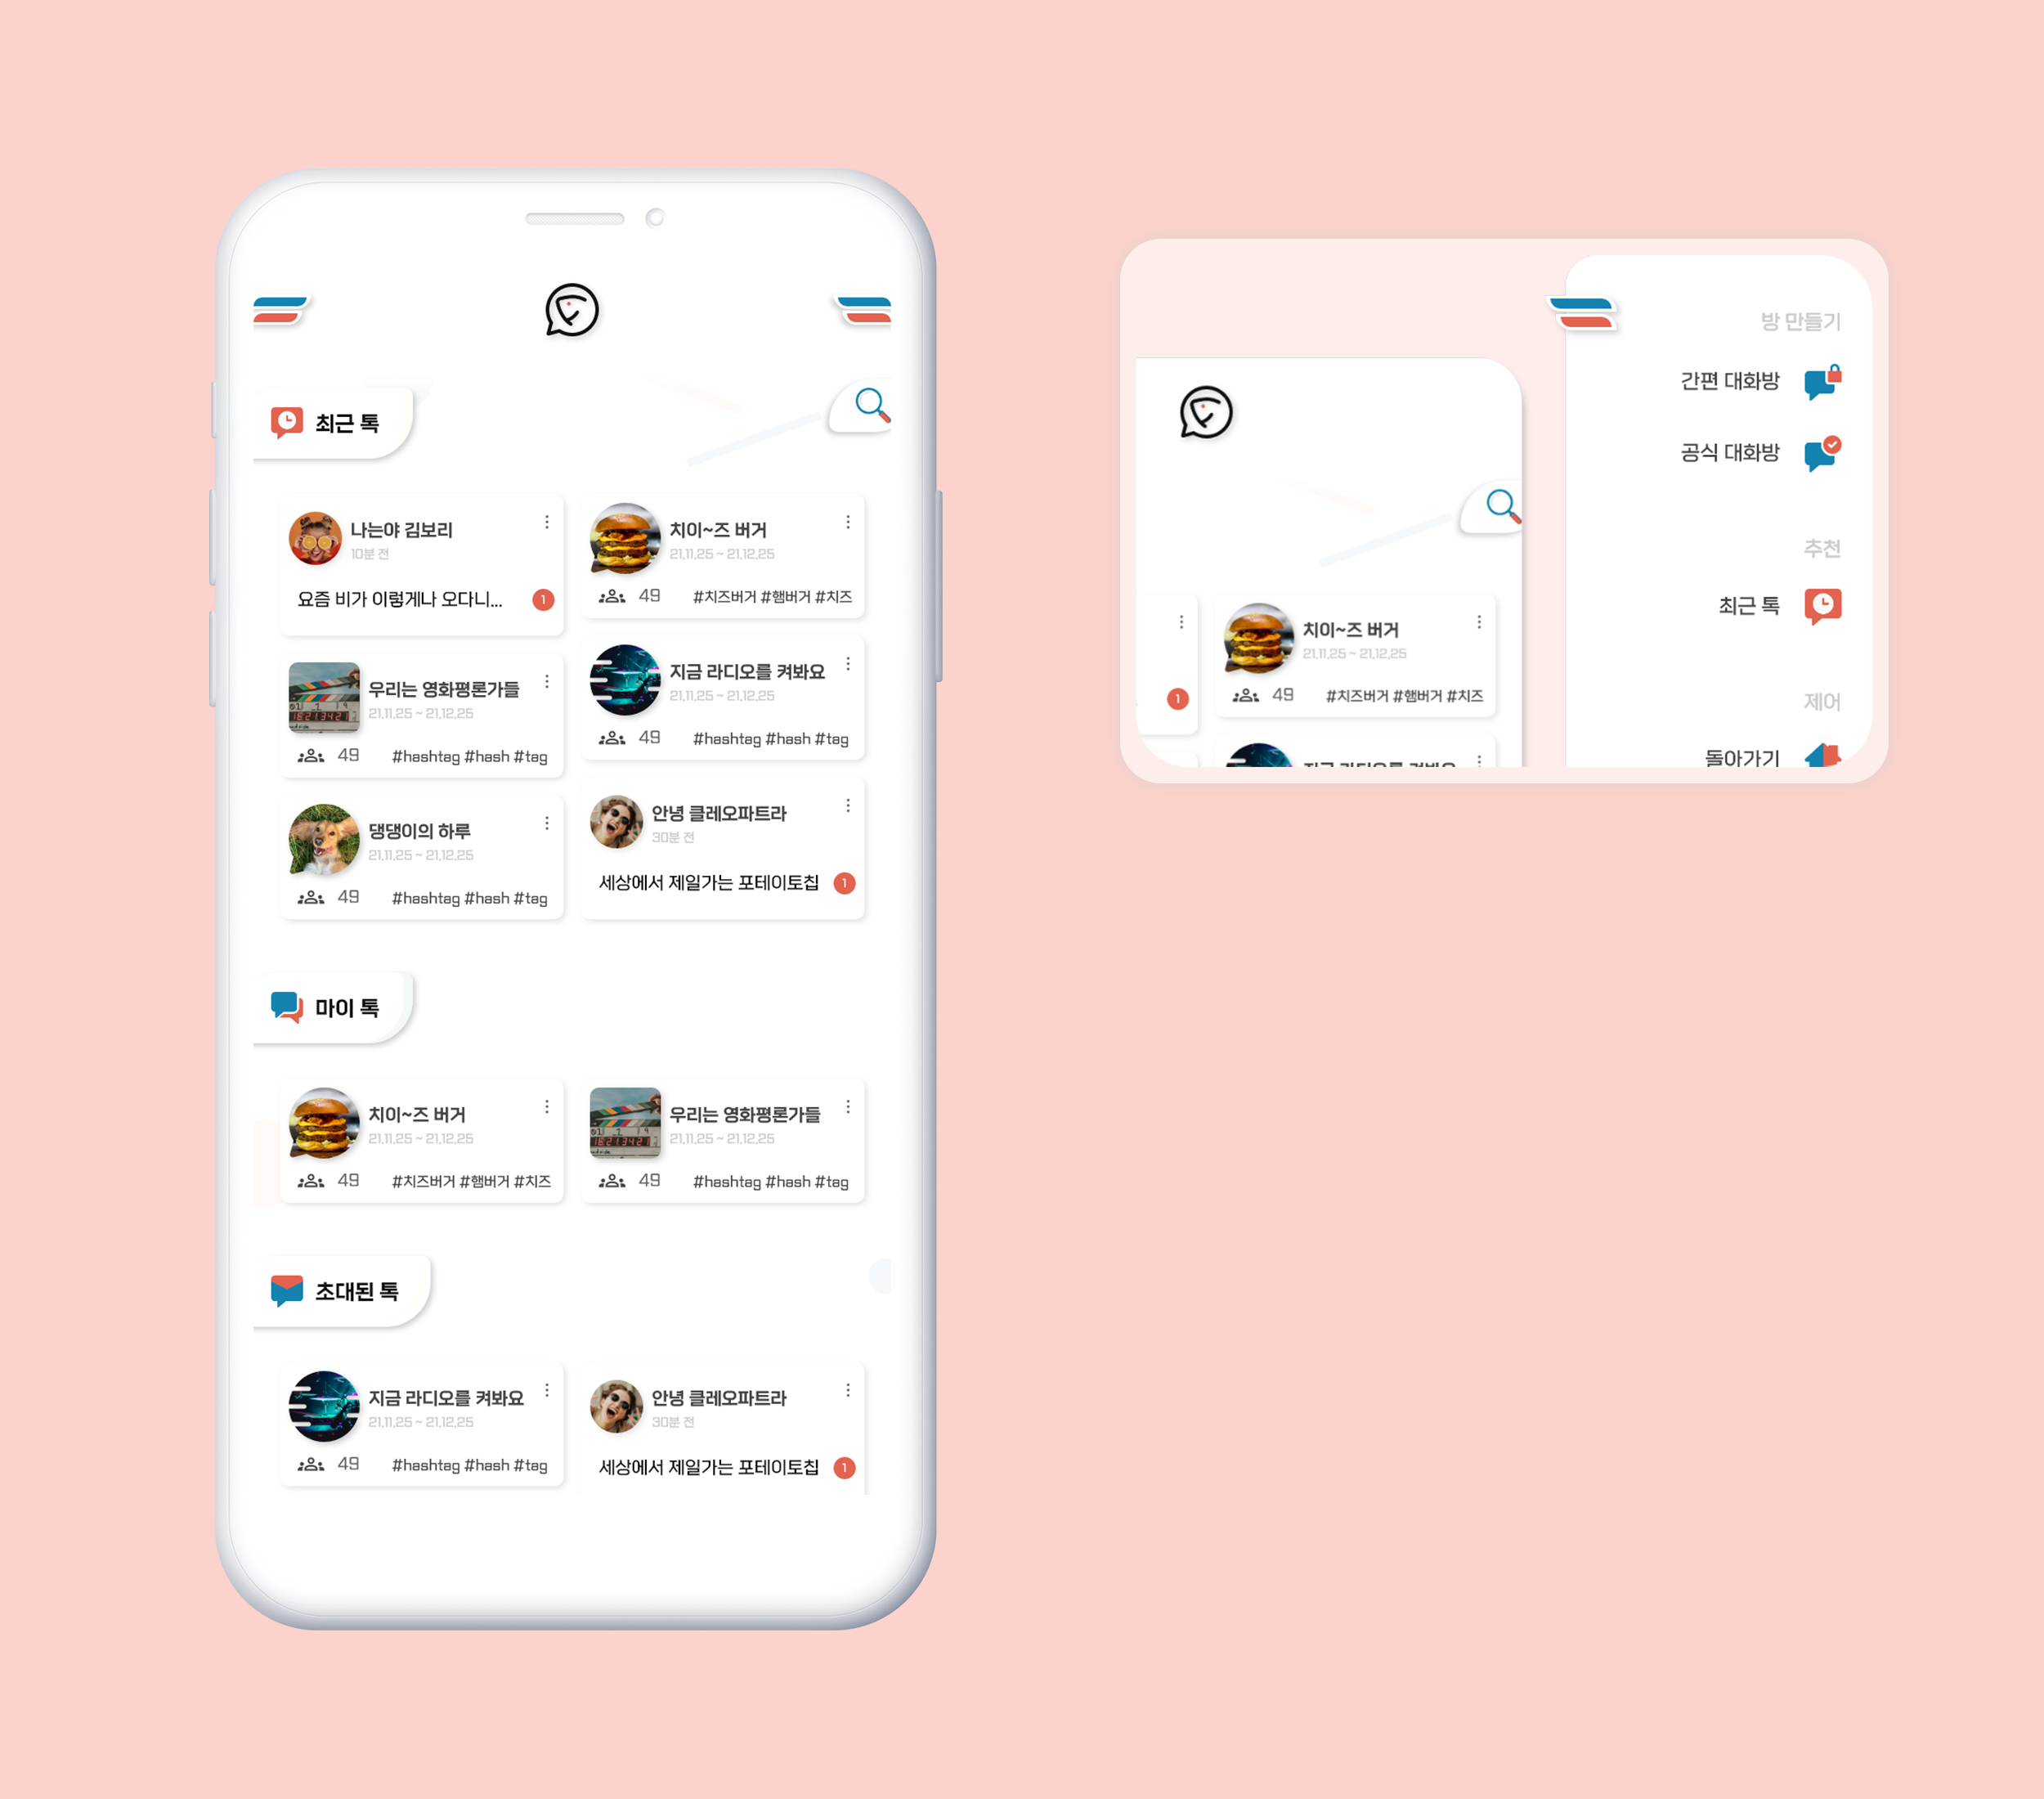 최근 톡
나는야 김보리
10분 전
요즘 비가 이렇게나 오다니...
1
치이~즈 버거
21.11.25 ~ 21.12.25
49
#치즈버거 #햄버거 #치즈
우리는 영화평론가들
21.11.25 ~ 21.12.25
49
#hashtag #hash #tag
지금 라디오를 켜봐요
21.11.25 ~ 21.12.25
49
#hashtag #hash #tag
댕댕이의 하루
21.11.25 ~ 21.12.25
49
#hashtag #hash #tag
안녕 클레오파트라
30분 전
세상에서 제일가는 포테이토칩
1
마이 톡
치이~즈 버거
21.11.25 ~ 21.12.25
49
#치즈버거 #햄버거 #치즈
우리는 영화평론가들
21.11.25 ~ 21.12.25
49
#hashtag #hash #tag
초대된 톡
지금 라디오를 켜봐요
21.11.25 ~ 21.12.25
49
#hashtag #hash #tag
안녕 클레오파트라
30분 전
세상에서 제일가는 포테이토칩
1
1
치이~즈 버거
21.11.25 ~ 21.12.25
49
#치즈버거 #햄버거 #치즈
방 만들기
간편 대화방
공식 대화방
추천
최근 톡
제어
돌아가기